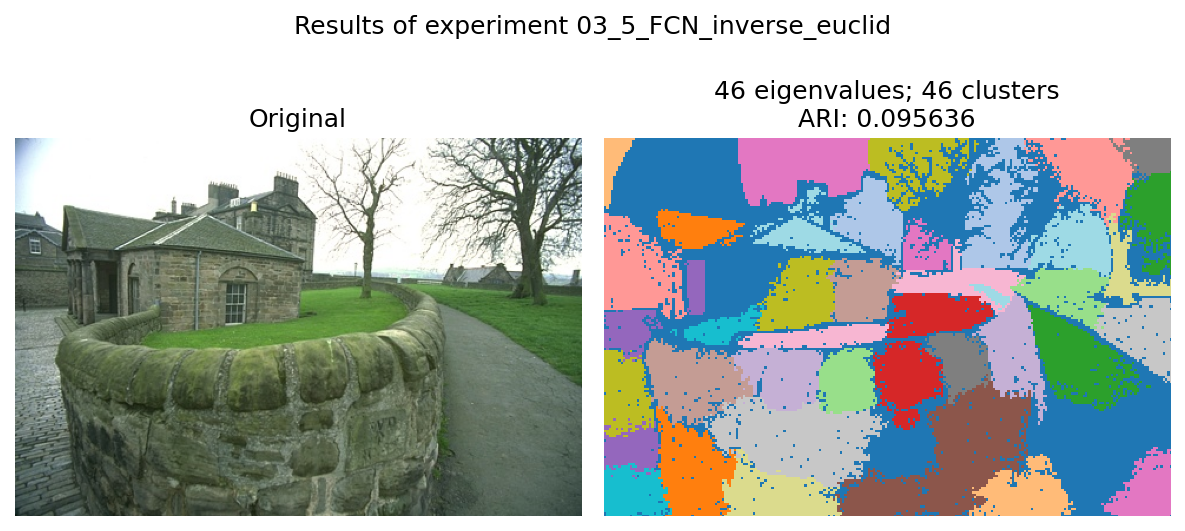 Results of experiment 03_5_FCN_inverse_euclid
Original
46 eigenvalues; 46 clusters
ARI: 0.095636